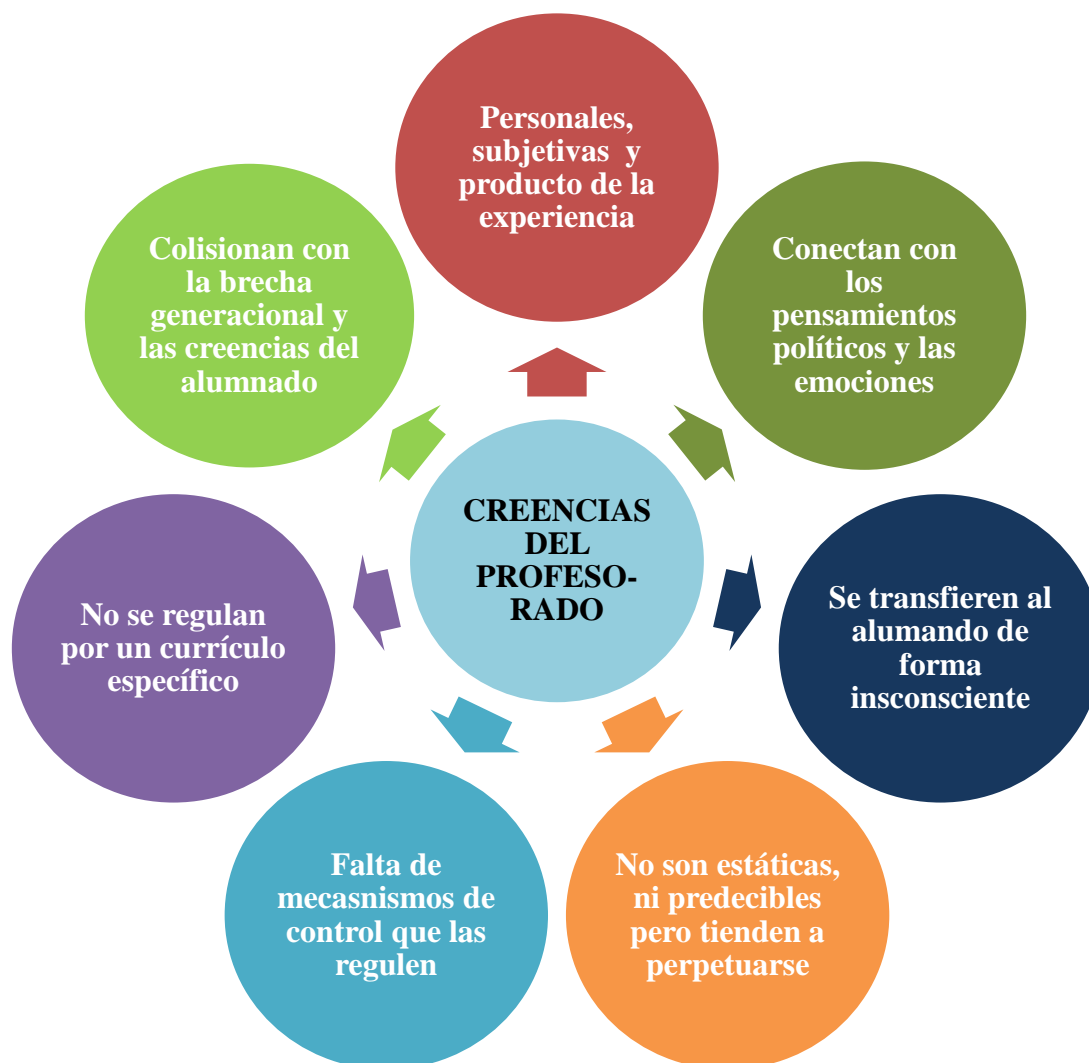 Personales,
subjetivas y
producto de la
experiencia
Conectan con
los
pensamientos
políticos y las
emociones
Se transfieren al
alumando de
forma
insconsciente
No son estáticas,
ni predecibles
pero tienden a
perpetuarse
Falta de
mecasnismos de
control que las
regulen
No se regulan
por un currículo
específico
Colisionan con
la brecha
generacional y
las creencias del
alumnado
CREENCIAS
DEL
PROFESO-
RADO